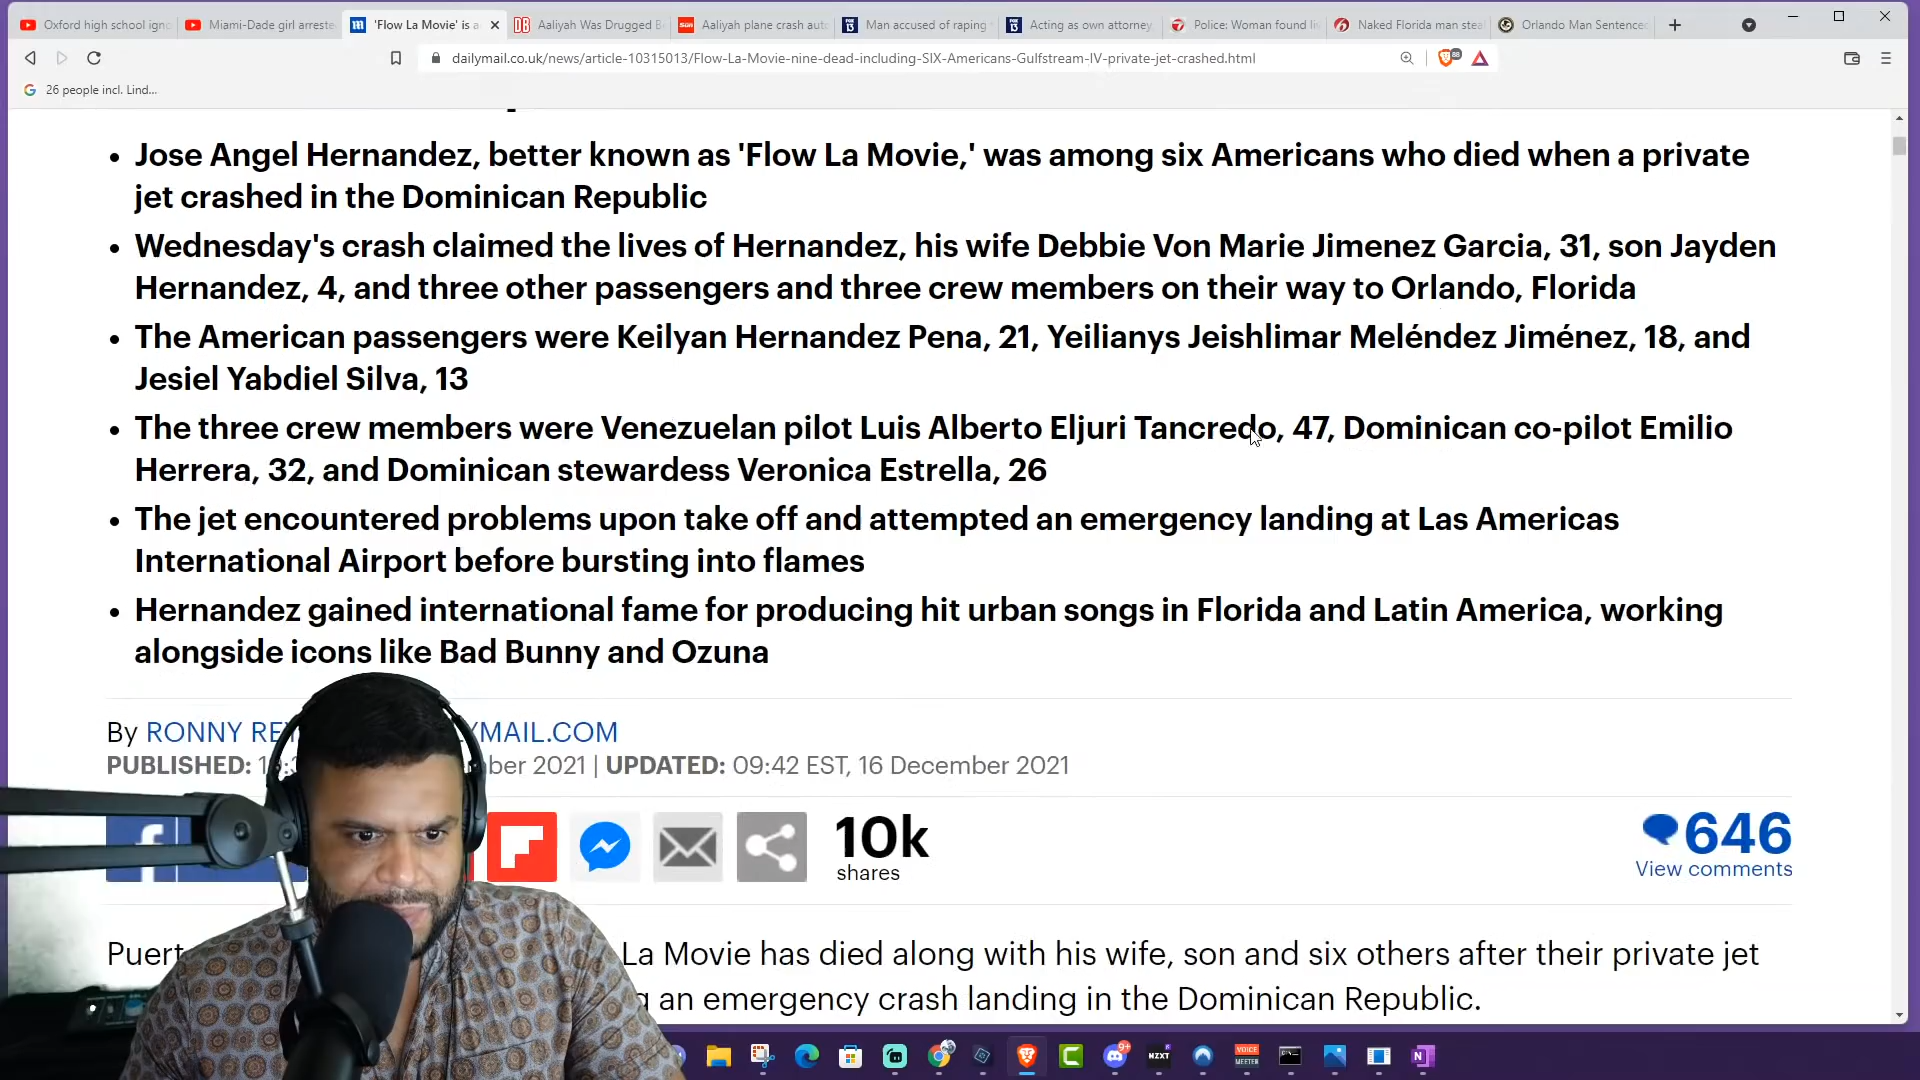 Oxford high school igno
Miami-Dade girl arreste
'Flow La Movie' is a
Aaliyah Was Drugged B
Aaliyah plane crash aut
Man accused of raping
Acting as own attorney
Police: Woman found li
Naked Florida man steal
Orlando Man Sentenced
dailymail.co.uk/news/article-10315013/Flow-La-Movie-nine-dead-including-SIX-Americans-Gulfstream-IV-private-jet-crashed.html
26 people incl. Lind...
• Jose Angel Hernandez, better known as 'Flow La Movie,' was among six Americans who died when a private
jet crashed in the Dominican Republic
• Wednesday's crash claimed the lives of Hernandez, his wife Debbie Von Marie Jimenez Garcia, 31, son Jayden
Hernandez, 4, and three other passengers and three crew members on their way to Orlando, Florida
• The American passengers were Keilyan Hernandez Pena, 21, Yeilianys Jeishlimar Meléndez Jiménez, 18, and
Jesiel Yabdiel Silva, 13
• The three crew members were Venezuelan pilot Luis Alberto Eljuri Tancredo, 47, Dominican co-pilot Emilio
Herrera, 32, and Dominican stewardess Veronica Estrella, 26
• The jet encountered problems upon take off and attempted an emergency landing at Las Americas
International Airport before bursting into flames
• Hernandez gained international fame for producing hit urban songs in Florida and Latin America, working
alongside icons like Bad Bunny and Ozuna
By RONNY RE YMAIL.COM
PUBLISHED: ber 2021 | UPDATED: 09:42 EST, 16 December 2021
10k
shares
646
View comments
Puert La Movie has died along with his wife, son and six others after their private jet
an emergency crash landing in the Dominican Republic.
NZXT
VOICE
MEETER